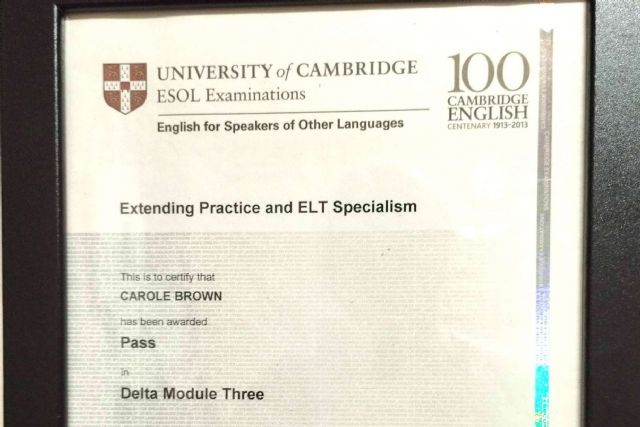 UNIVERSITY of CAMBRIDGE
ESOL Examinations
English for Speakers of Other Languages
100
CAMBRIDGE
ENGLISH
CENTENARY 1913-2013
Extending Practice and ELT Specialism
This is to certify that
CAROLE BROWN
has been awarded
Pass
in
Delta Module Three